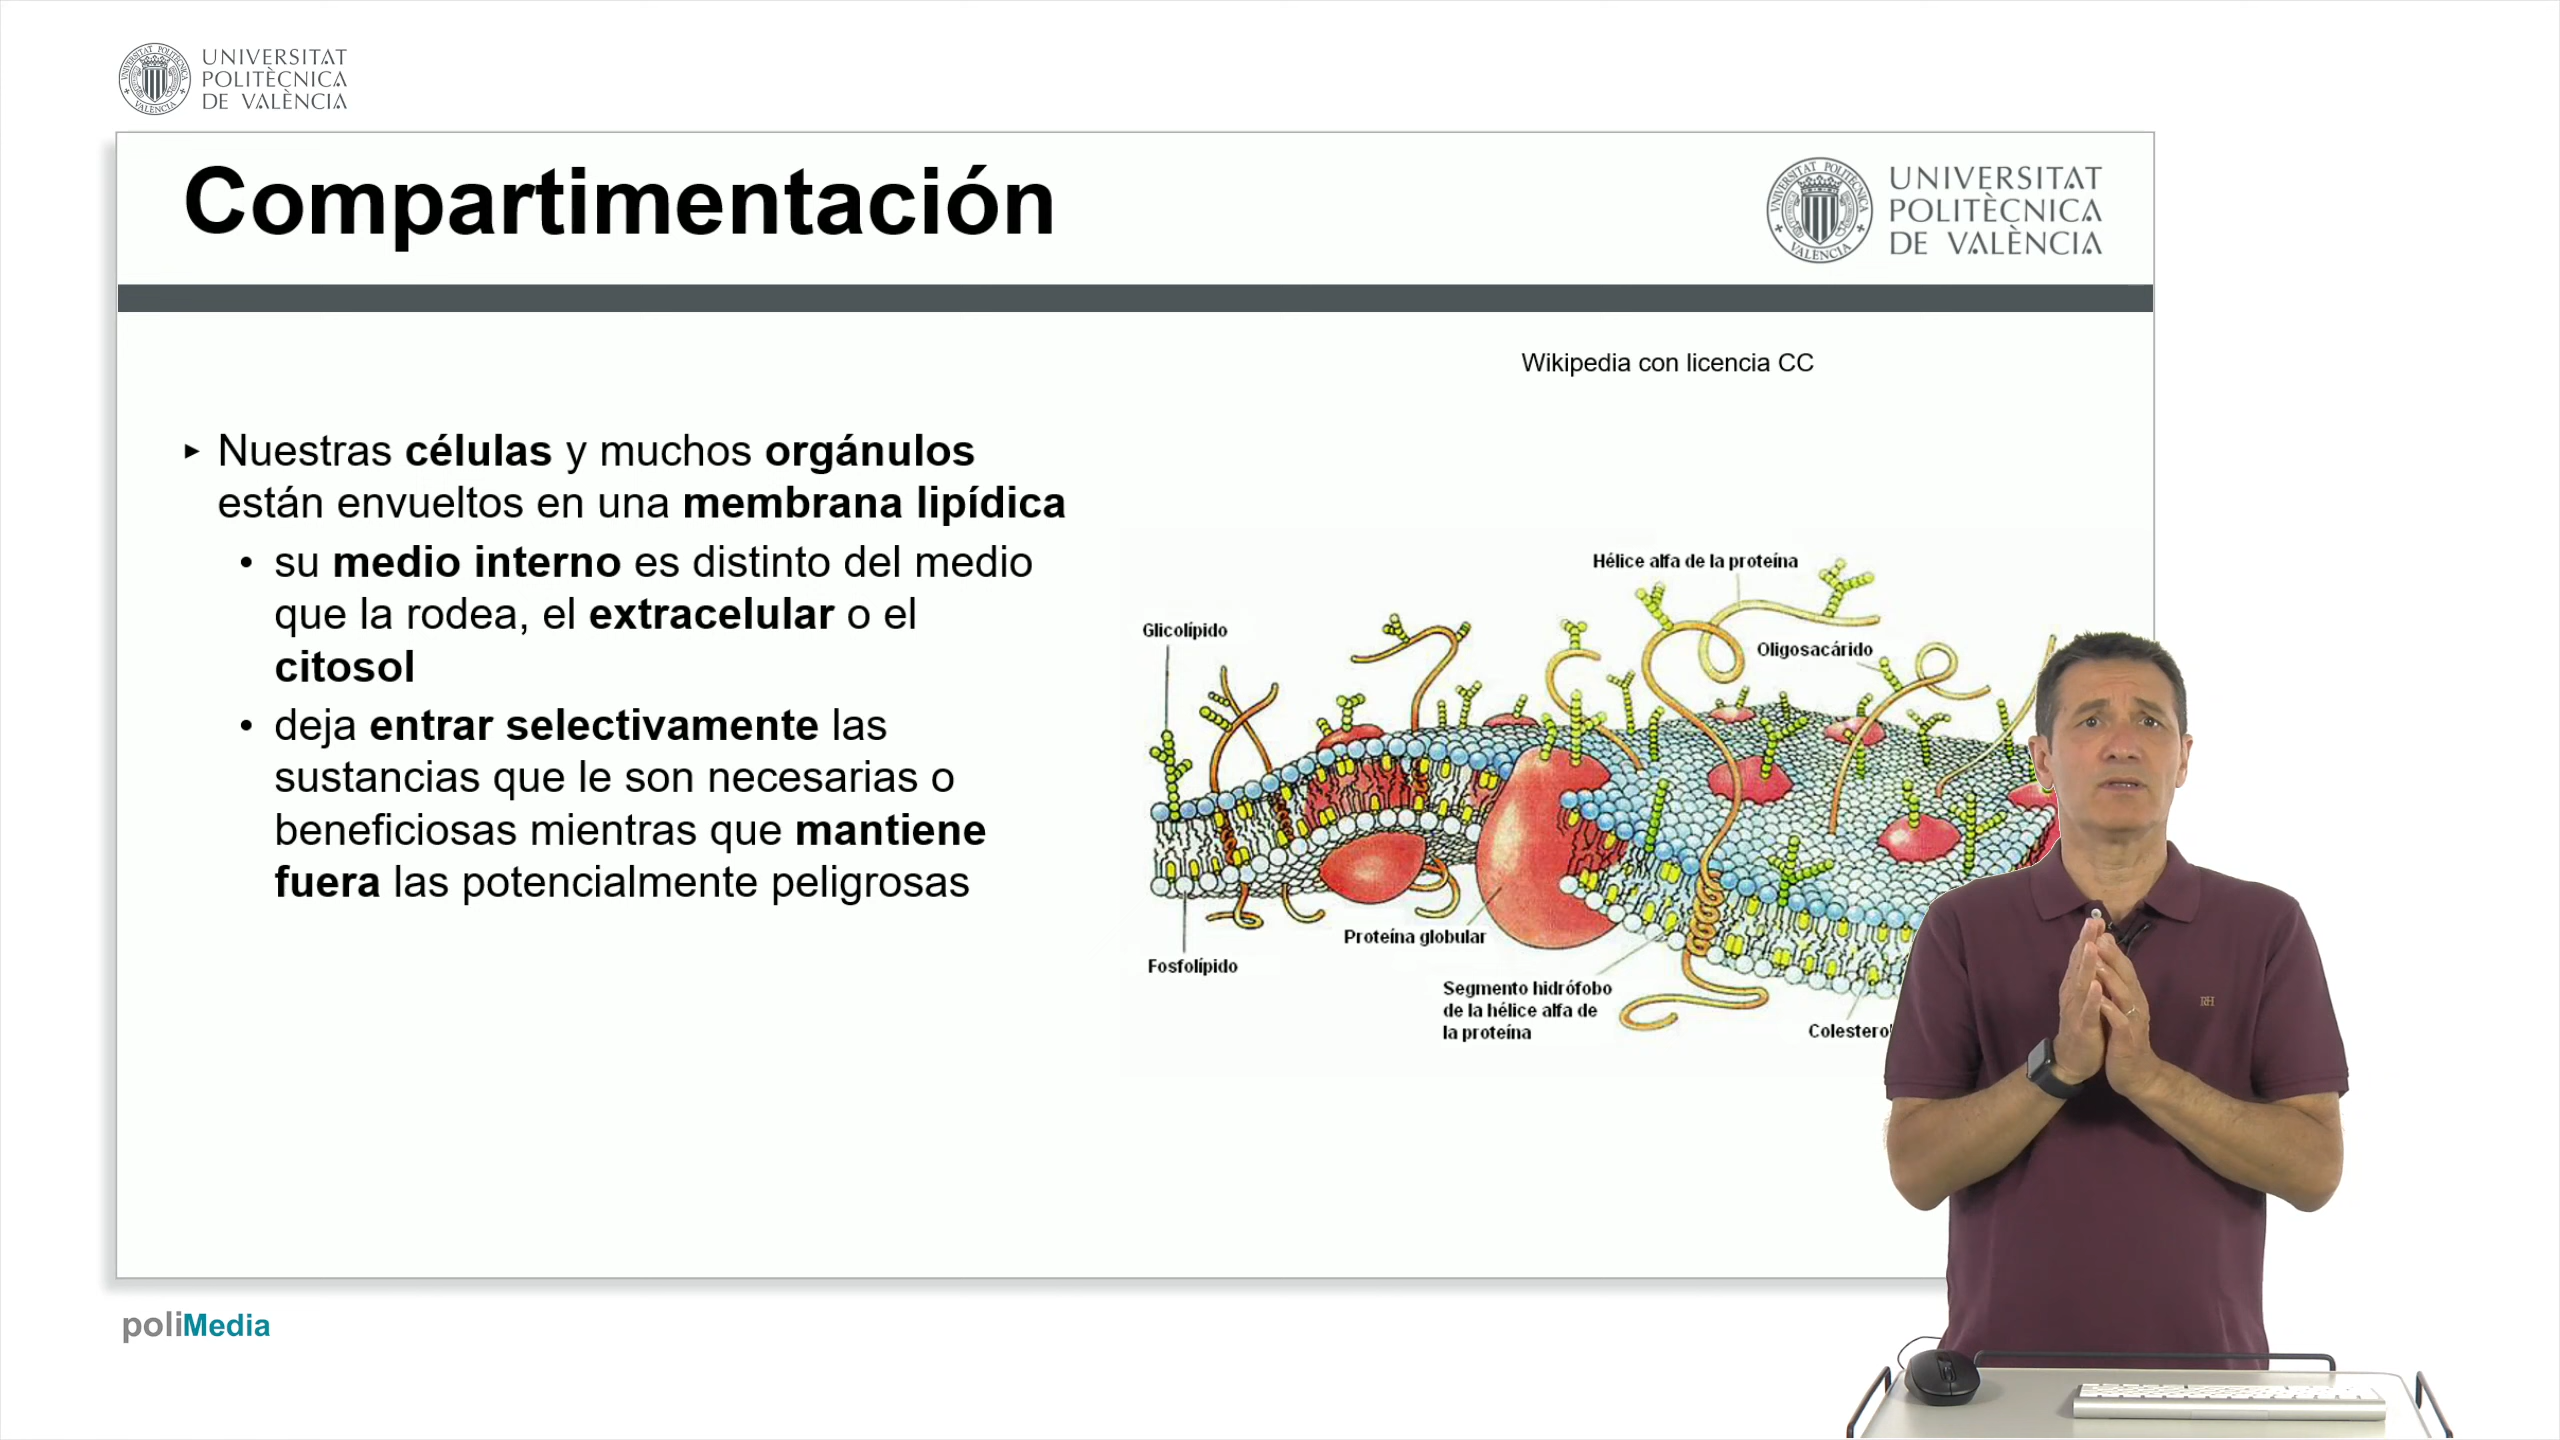 UNIVERSITAT
POLITÈCNICA
DE VALÈNCIA
Compartimentación
UNIVERSITAT
POLITÈCNICA
DE VALÈNCIA
Wikipedia con licencia CC
▸ Nuestras células y muchos orgánulos
están envueltos en una membrana lipídica
• su medio interno es distinto del medio
que la rodea, el extracelular o el
citosol
• deja entrar selectivamente las
sustancias que le son necesarias o
beneficiosas mientras que mantiene
fuera las potencialmente peligrosas
Hélice alfa de la proteína
Glicolípido
Oligosacárido
Proteína globular
Fosfolípido
Segmento hidrófobo
de la hélice alfa de
la proteína
Colesterol
RH
poliMedia